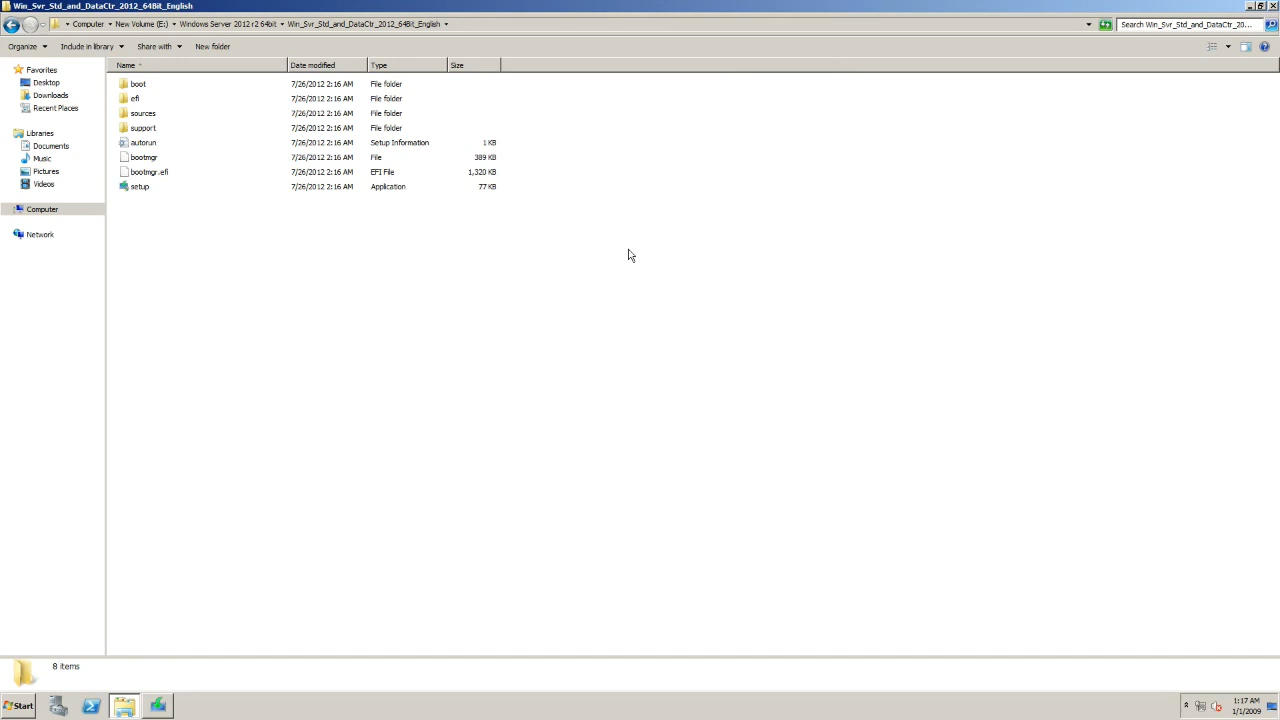 Win_Svr_Std_and_DataCtr_2012_64Bit_English
Computer New Volume (E:) Windows Server 2012 r2 64bit Win_Svr_Std_and_DataCtr_2012_64Bit_English Search Win_Svr_Std_and_DataCtr_20...
Organize Include in library Share with New folder
Favorites
Desktop
Downloads
Recent Places
Libraries
Documents
Music
Pictures
Videos
Computer
Network
Name Date modified Type Size
boot 7/26/2012 2:16 AM File folder
efi 7/26/2012 2:16 AM File folder
sources 7/26/2012 2:16 AM File folder
support 7/26/2012 2:16 AM File folder
autorun 7/26/2012 2:16 AM Setup Information 1 KB
bootmgr 7/26/2012 2:16 AM File 389 KB
bootmgr.efi 7/26/2012 2:16 AM EFI File 1,320 KB
setup 7/26/2012 2:16 AM Application 77 KB
8 items
Start 1:17 AM
1/1/2009